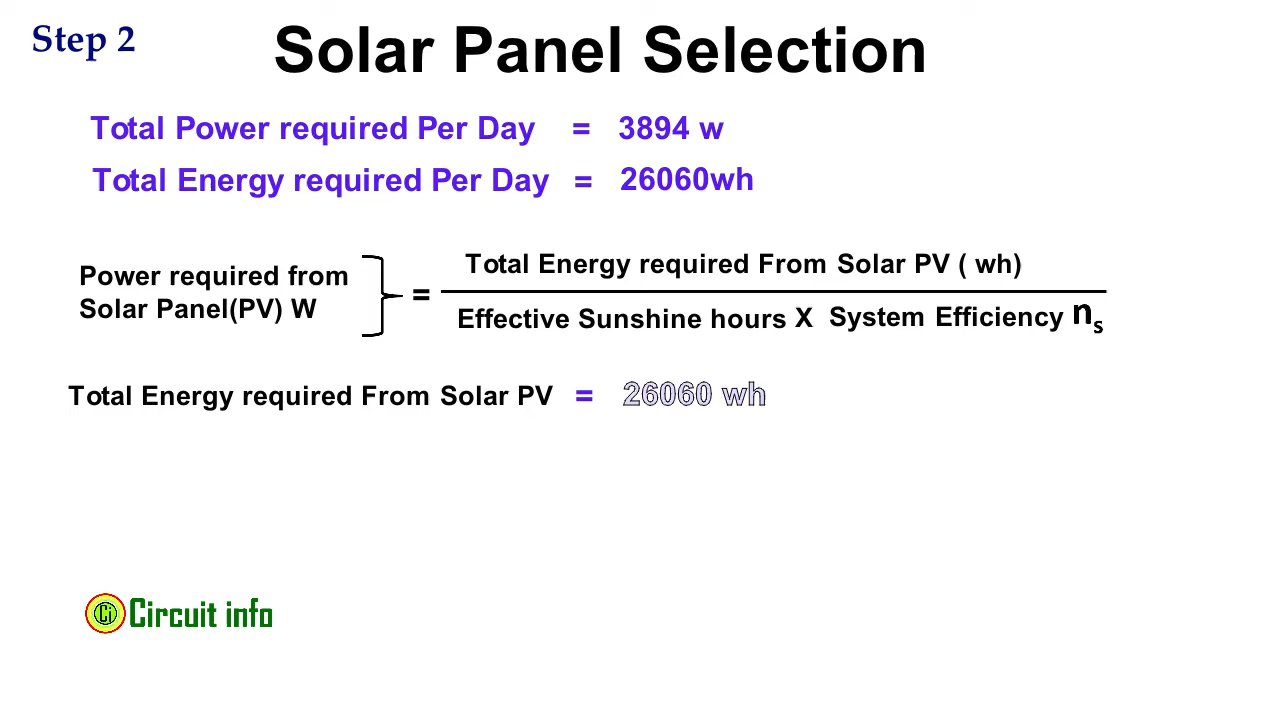 Step 2
Solar Panel Selection
Total Power required Per Day = 3894 w
Total Energy required Per Day = 26060wh
Power required from
Solar Panel(PV) W
=
Total Energy required From Solar PV ( wh)
Effective Sunshine hours X System Efficiency ns
Total Energy required From Solar PV = 26060 wh
Ci Circuit info